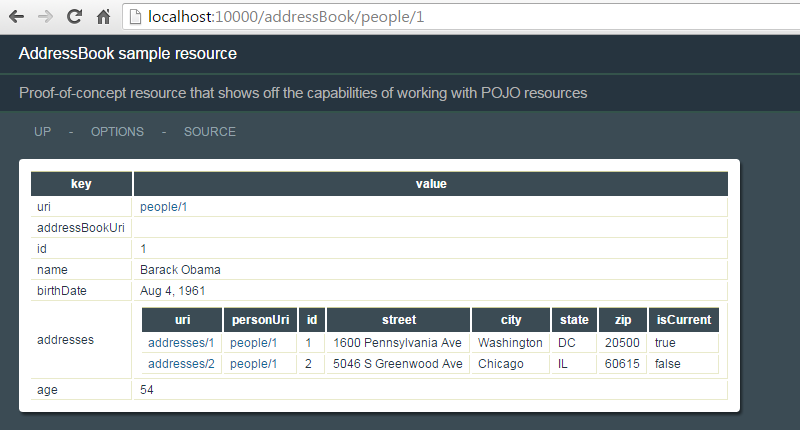 localhost:10000/addressBook/people/1
AddressBook sample resource
Proof-of-concept resource that shows off the capabilities of working with POJO resources
UP - OPTIONS - SOURCE
key value
uri people/1
addressBookUri
id 1
name Barack Obama
birthDate Aug 4, 1961
addresses
uri personUri id street city state zip isCurrent
addresses/1 people/1 1 1600 Pennsylvania Ave Washington DC 20500 true
addresses/2 people/1 2 5046 S Greenwood Ave Chicago IL 60615 false
age 54